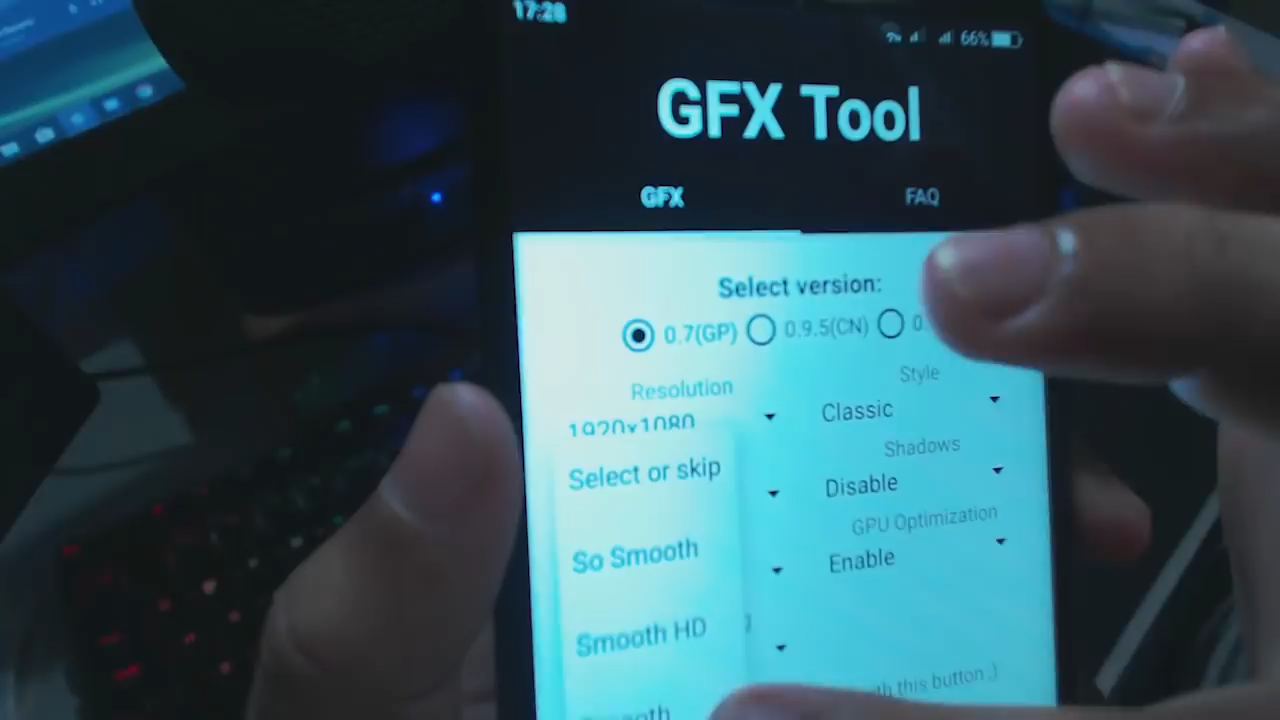 17:28
66%
GFX Tool
GFX
FAQ
Select version:
0.7(GP)
0.9.5(CN)
0.
Resolution
Style
1920x1080
Classic
Shadows
Select or skip
Disable
GPU Optimization
So Smooth
Enable
Smooth HD
this button.)